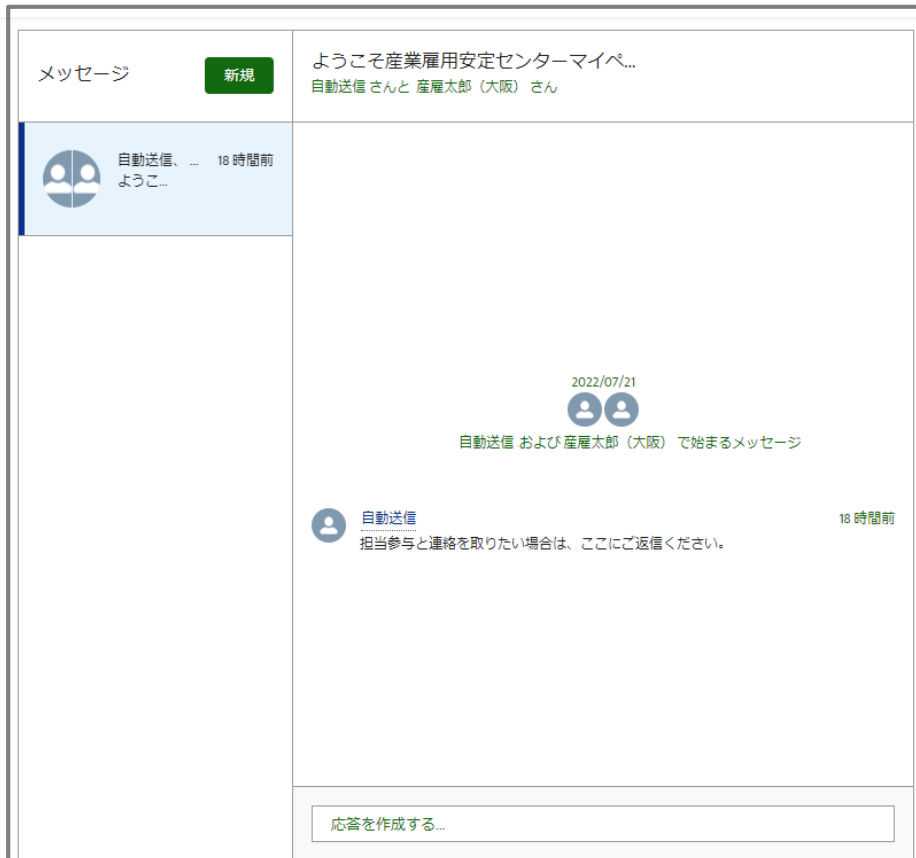 メッセージ
新規
自動送信、 ... 18 時間前
ようこ...
ようこそ産業雇用安定センターマイペ...
自動送信 さんと 産雇太郎（大阪） さん
2022/07/21
自動送信 および 産雇太郎（大阪） で始まるメッセージ
自動送信 18 時間前
担当参与と連絡を取りたい場合は、ここにご返信ください。
応答を作成する...